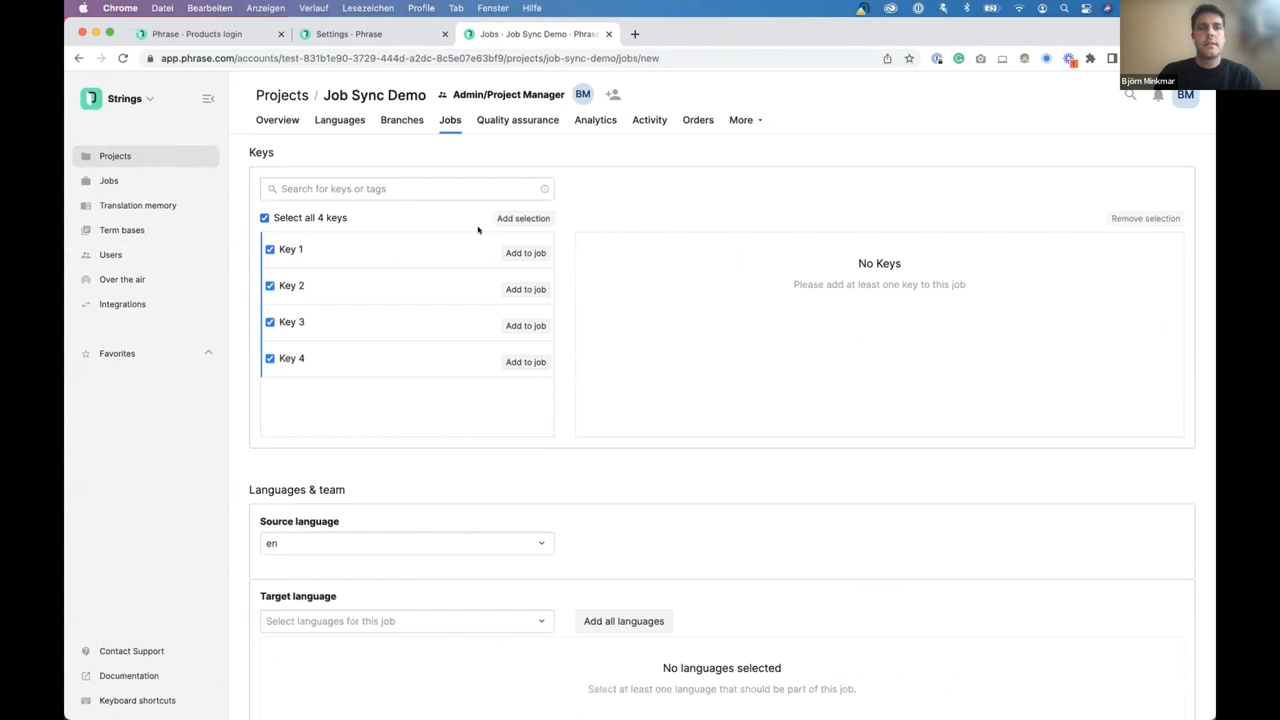 Chrome Datei Bearbeiten Anzeigen Verlauf Lesezeichen Profile Tab Fenster Hilfe
Phrase - Products login
Settings - Phrase
Jobs - Job Sync Demo - Phrase
app.phrase.com/accounts/test-831b1e90-3729-444d-a2dc-8c5e07e63bf9/projects/job-sync-demo/jobs/new
Björn Minkmar
Strings
Projects / Job Sync Demo Admin/Project Manager BM
BM
Overview Languages Branches Jobs Quality assurance Analytics Activity Orders More
Projects
Jobs
Translation memory
Term bases
Users
Over the air
Integrations
Favorites
Contact Support
Documentation
Keyboard shortcuts
Keys
Search for keys or tags
Select all 4 keys Add selection Remove selection
Key 1 Add to job
Key 2 Add to job
Key 3 Add to job
Key 4 Add to job
No Keys
Please add at least one key to this job
Languages & team
Source language
en
Target language
Select languages for this job Add all languages
No languages selected
Select at least one language that should be part of this job.